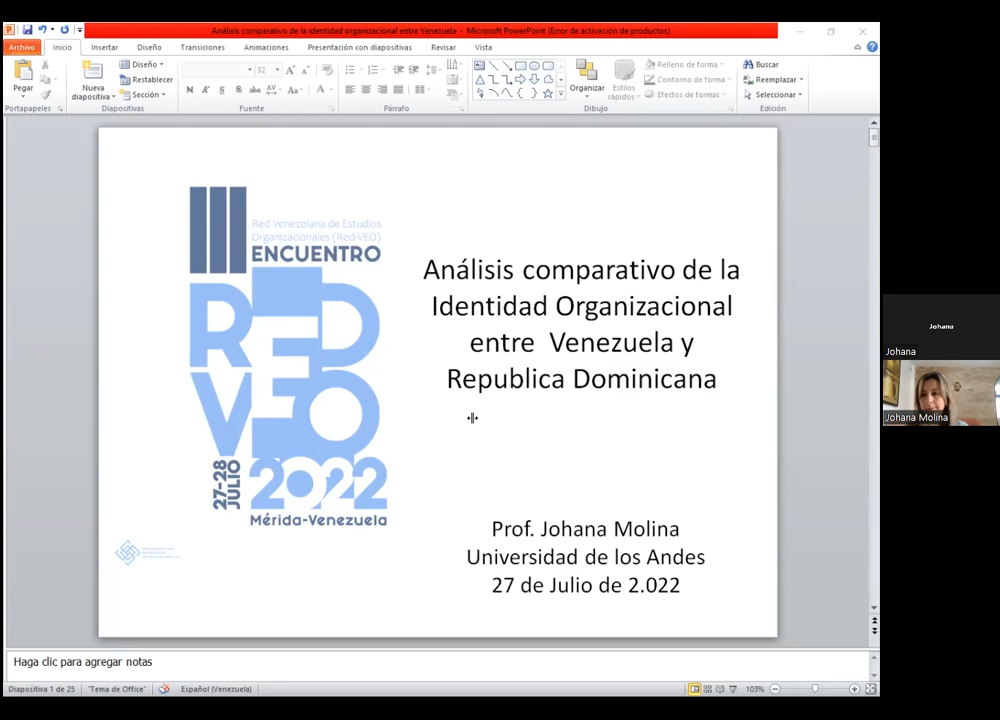 Análisis comparativo de la identidad organizacional entre Venezuela - Microsoft PowerPoint (Error de activación de productos)
Archivo Inicio Insertar Diseño Transiciones Animaciones Presentación con diapositivas Revisar Vista
Pegar
Nueva diapositiva
Diseño
Restablecer
Sección
32
Organizar
Estilos rápidos
Relleno de forma
Contorno de forma
Efectos de formas
Buscar
Reemplazar
Seleccionar
Portapapeles Diapositivas Fuente Párrafo Dibujo Edición
III
Red Venezolana de Estudios
Organizacionales (Red-VEO)
ENCUENTRO
RED
VEO
27-28
JULIO
2022
Mérida-Venezuela
Análisis comparativo de la
Identidad Organizacional
entre Venezuela y
Republica Dominicana
Prof. Johana Molina
Universidad de los Andes
27 de Julio de 2.022
Johana
Johana
Johana Molina
Haga clic para agregar notas
Diapositiva 1 de 25 "Tema de Office" Español (Venezuela) 103%